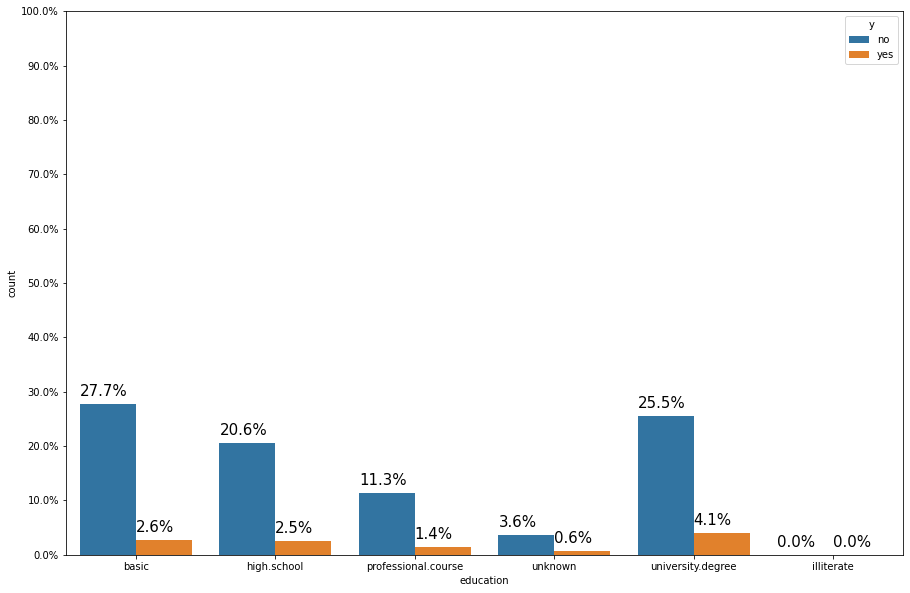 100.0%
90.0%
80.0%
70.0%
60.0%
50.0%
40.0%
30.0%
20.0%
10.0%
0.0%
count
y
no
yes
27.7%
2.6%
20.6%
2.5%
11.3%
1.4%
3.6%
0.6%
25.5%
4.1%
0.0%
0.0%
basic
high.school
professional.course
unknown
university.degree
illiterate
education